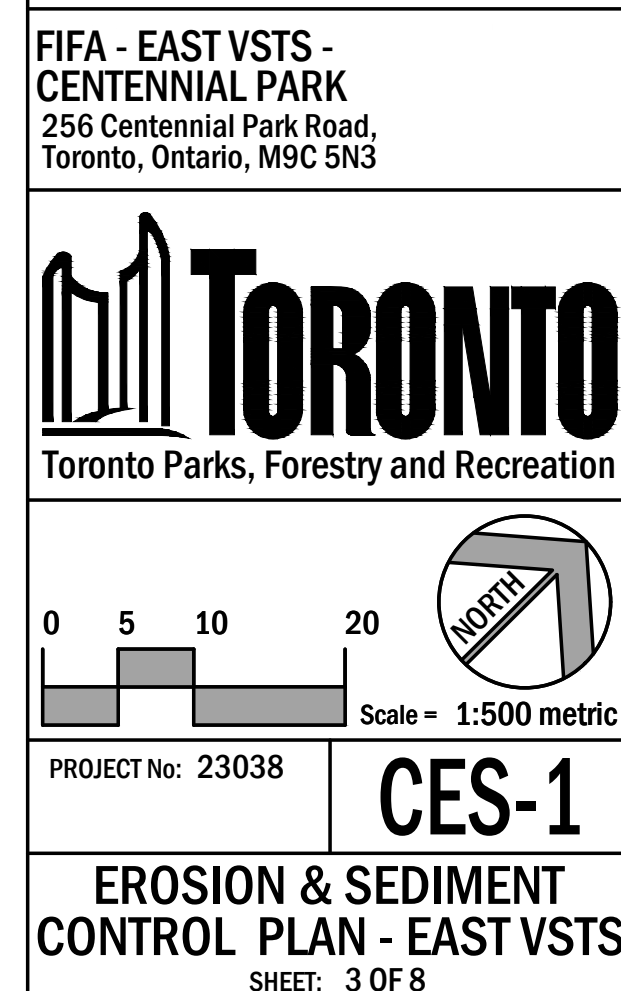 FIFA - EAST VSTS -
CENTENNIAL PARK
256 Centennial Park Road,
Toronto, Ontario, M9C 5N3
TORONTO
Toronto Parks, Forestry and Recreation
0 5 10 20
NORTH
Scale = 1:500 metric
PROJECT No: 23038
CES-1
EROSION & SEDIMENT
CONTROL PLAN - EAST VSTS
SHEET: 3 OF 8